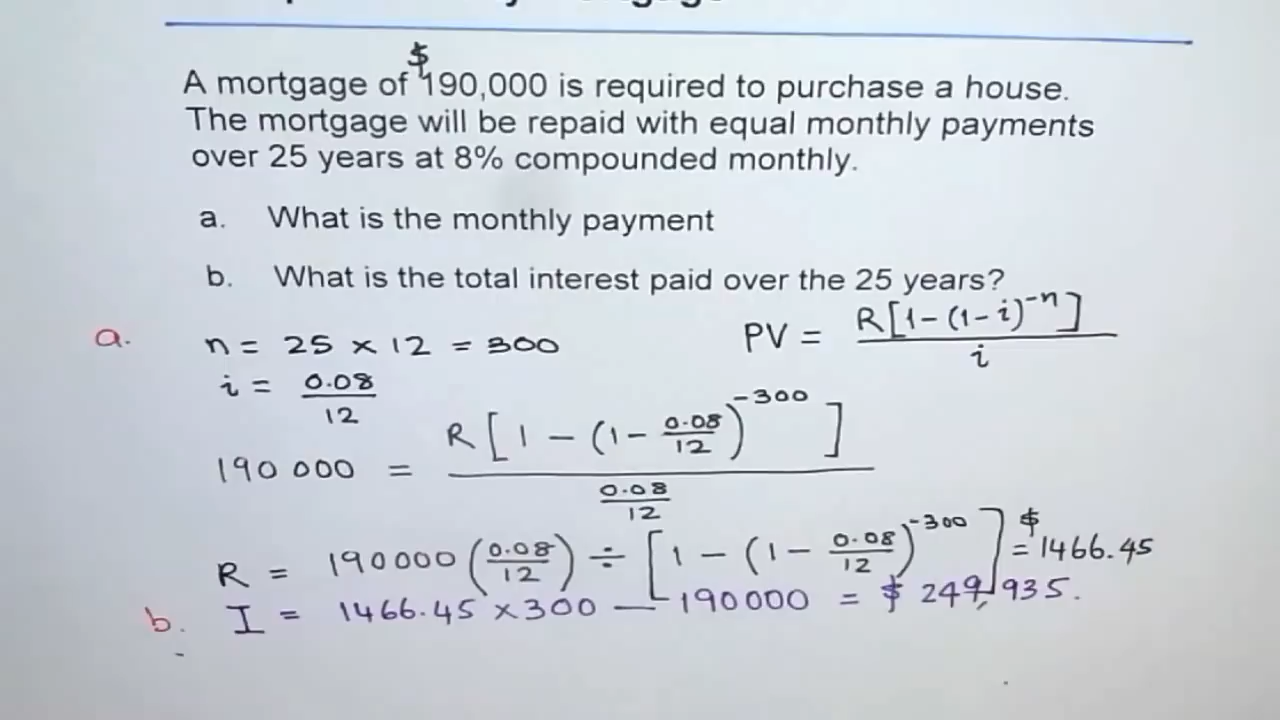 $
A mortgage of 190,000 is required to purchase a house.
The mortgage will be repaid with equal monthly payments
over 25 years at 8% compounded monthly.
a. What is the monthly payment
b. What is the total interest paid over the 25 years?
a. n = 25 x 12 = 300
PV = R[1-(1-i)^-n] / i
i = 0.08/12
190 000 = R[1-(1-0.08/12)^-300] / (0.08/12)
R = 190000(0.08/12) ÷ [1-(1-0.08/12)^-300] = $1466.45
b. I = 1466.45 x 300 — 190000 = $ 249,935.